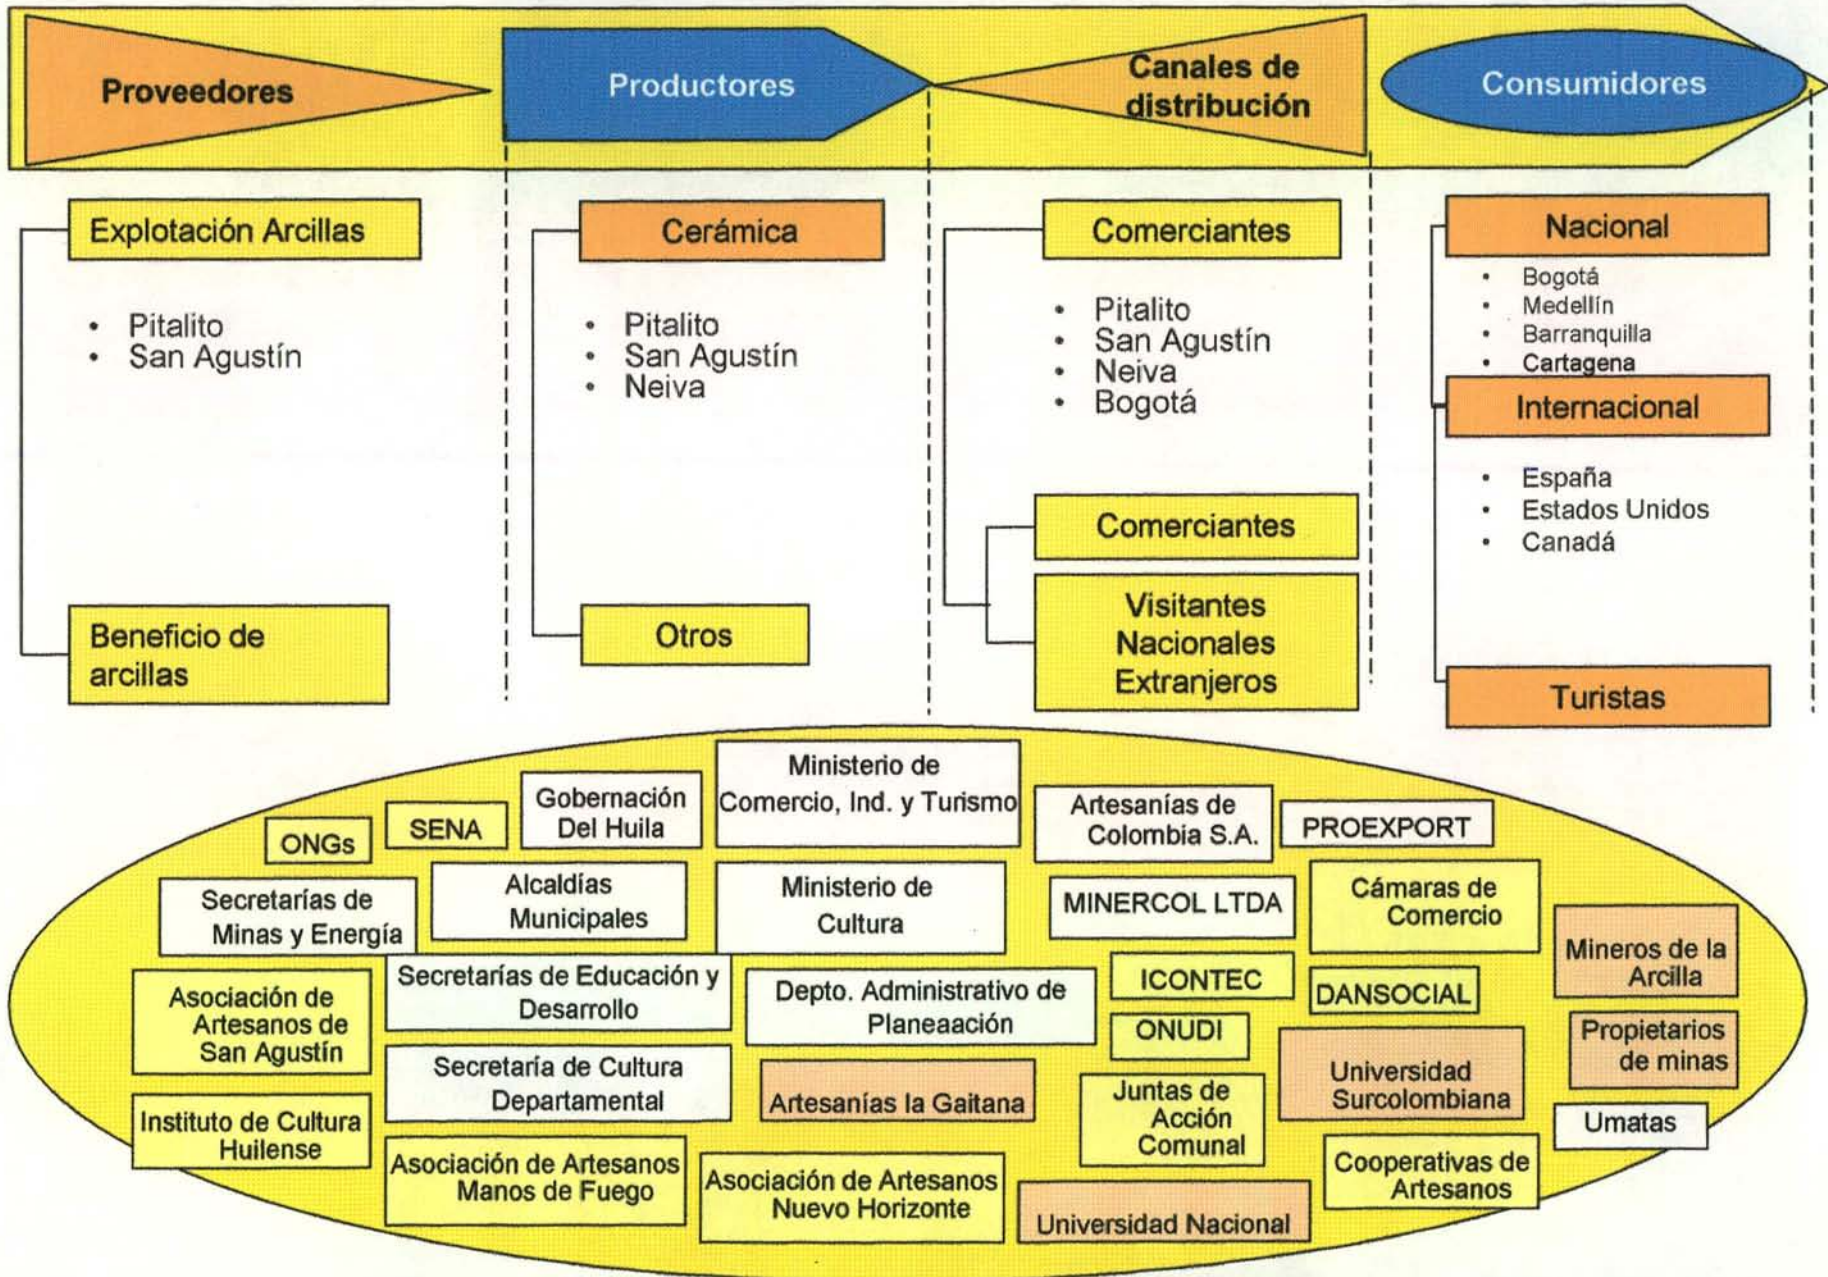 Proveedores
Productores
Canales de
distribución
Consumidores
Explotación Arcillas
• Pitalito
• San Agustín
Beneficio de
arcillas
Cerámica
• Pitalito
• San Agustín
• Neiva
Otros
Comerciantes
• Pitalito
• San Agustín
• Neiva
• Bogotá
Comerciantes
Visitantes
Nacionales
Extranjeros
Nacional
• Bogotá
• Medellín
• Barranquilla
• Cartagena
Internacional
• España
• Estados Unidos
• Canadá
Turistas
ONGs
SENA
Gobernación
Del Huila
Ministerio de
Comercio, Ind. y Turismo
Artesanías de
Colombia S.A.
PROEXPORT
Secretarías de
Minas y Energía
Alcaldías
Municipales
Ministerio de
Cultura
MINERCOL LTDA
Cámaras de
Comercio
Mineros de la
Arcilla
Asociación de
Artesanos de
San Agustín
Secretarías de Educación y
Desarrollo
Depto. Administrativo de
Planeaación
ICONTEC
DANSOCIAL
ONUDI
Propietarios
de minas
Secretaría de Cultura
Departamental
Artesanías la Gaitana
Juntas de
Acción
Comunal
Universidad
Surcolombiana
Umatas
Instituto de Cultura
Huilense
Asociación de Artesanos
Manos de Fuego
Asociación de Artesanos
Nuevo Horizonte
Universidad Nacional
Cooperativas de
Artesanos